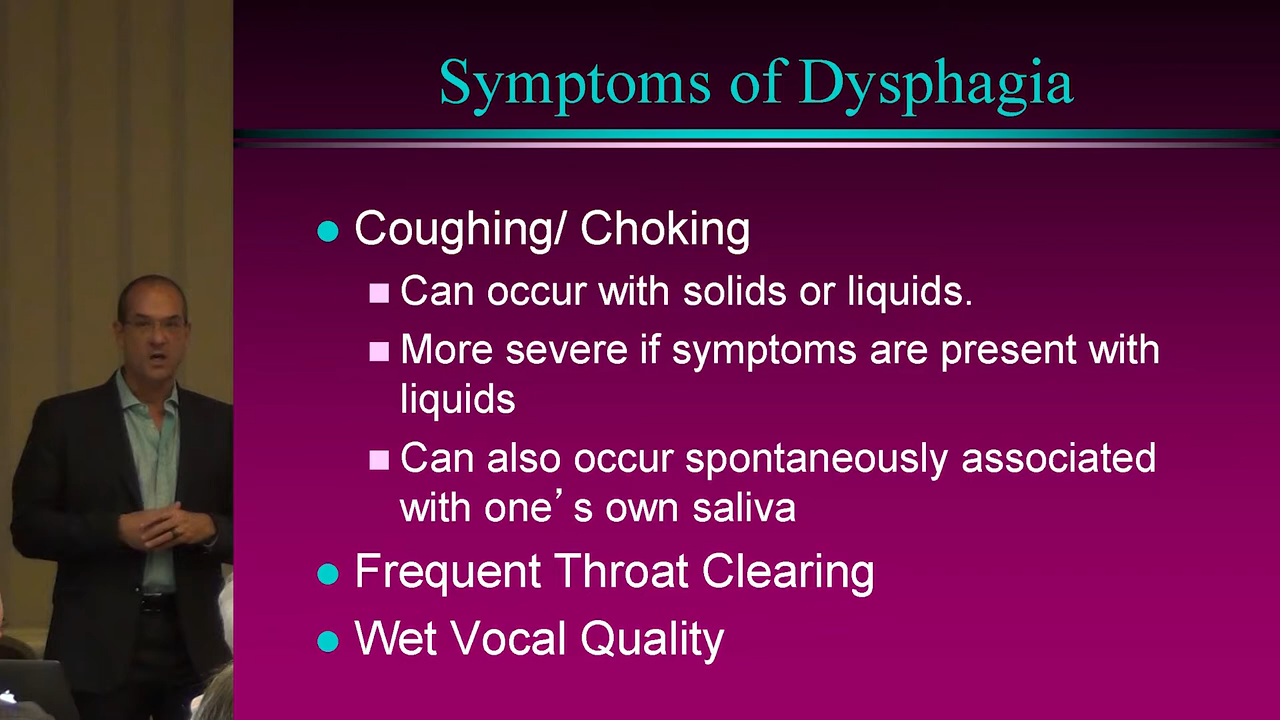 Symptoms of Dysphagia
Coughing/ Choking
Can occur with solids or liquids.
More severe if symptoms are present with
liquids
Can also occur spontaneously associated
with one’s own saliva
Frequent Throat Clearing
Wet Vocal Quality